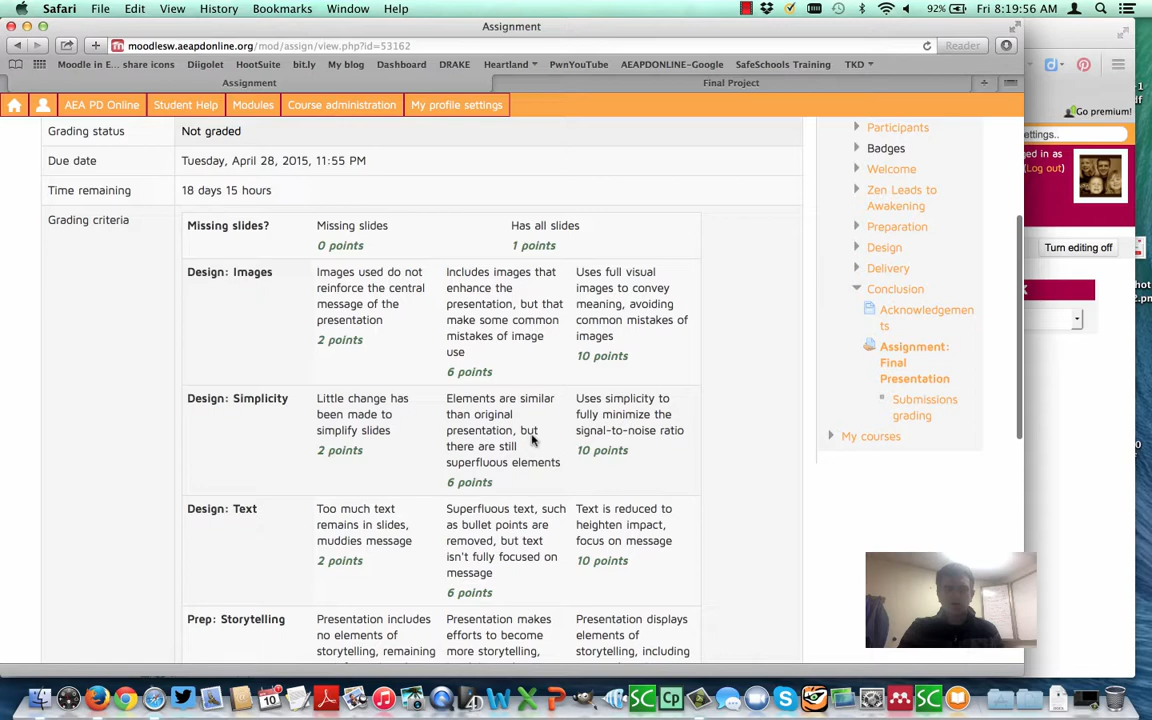 Safari File Edit View History Bookmarks Window Help 92% Fri 8:19:56 AM
Assignment
moodlesw.aeapdonline.org/mod/assign/view.php?id=53162 Reader
Moodle in E... share icons Diigolet HootSuite bit.ly My blog Dashboard DRAKE Heartland PwnYouTube AEAPDONLINE-Google SafeSchools Training TKD
Assignment Final Project
AEA PD Online Student Help Modules Course administration My profile settings
Go premium!
ettings..
ged in as
(Log out)
Turn editing off
Grading status Not graded
Due date Tuesday, April 28, 2015, 11:55 PM
Time remaining 18 days 15 hours
Grading criteria
Missing slides? Missing slides Has all slides
0 points 1 points
Design: Images Images used do not Includes images that Uses full visual
reinforce the central enhance the images to convey
message of the presentation, but that meaning, avoiding
presentation make some common common mistakes of
2 points mistakes of image images
use 10 points
6 points
Design: Simplicity Little change has Elements are similar Uses simplicity to
been made to than original fully minimize the
simplify slides presentation, but signal-to-noise ratio
2 points there are still 10 points
superfluous elements
6 points
Design: Text Too much text Superfluous text, such Text is reduced to
remains in slides, as bullet points are heighten impact,
muddies message removed, but text focus on message
2 points isn't fully focused on 10 points
message
6 points
Prep: Storytelling Presentation includes Presentation makes Presentation displays
no elements of efforts to become elements of
storytelling, remaining more storytelling, storytelling, including
Participants
Badges
Welcome
Zen Leads to
Awakening
Preparation
Design
Delivery
Conclusion
Acknowledgemen
ts
Assignment:
Final
Presentation
Submissions
grading
My courses